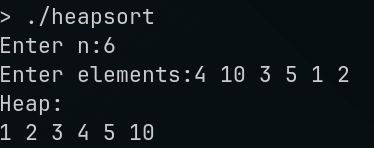 > ./heapsort
Enter n:6
Enter elements:4 10 3 5 1 2
Heap:
1 2 3 4 5 10